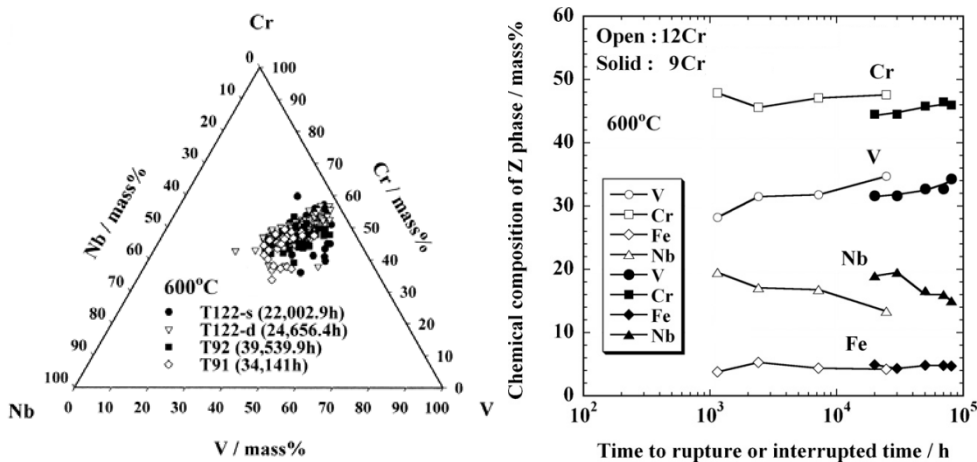 Cr
0
100
10
90
20
80
30
70
40
60
50
50
60
40
70
30
80
20
90
10
100
0
Nb / mass%
Cr / mass%
600°C
T122-s (22,002.9h)
T122-d (24,656.4h)
T92 (39,539.9h)
T91 (34,141h)
Nb
0 10 20 30 40 50 60 70 80 90 100
V
V / mass%
Chemical composition of Z phase / mass%
60
50
40
30
20
10
0
Open : 12Cr
Solid : 9Cr
Cr
600°C
V
V
Cr
Fe
Nb
V
Cr
Fe
Nb
Nb
Fe
10² 10³ 10⁴ 10⁵
Time to rupture or interrupted time / h